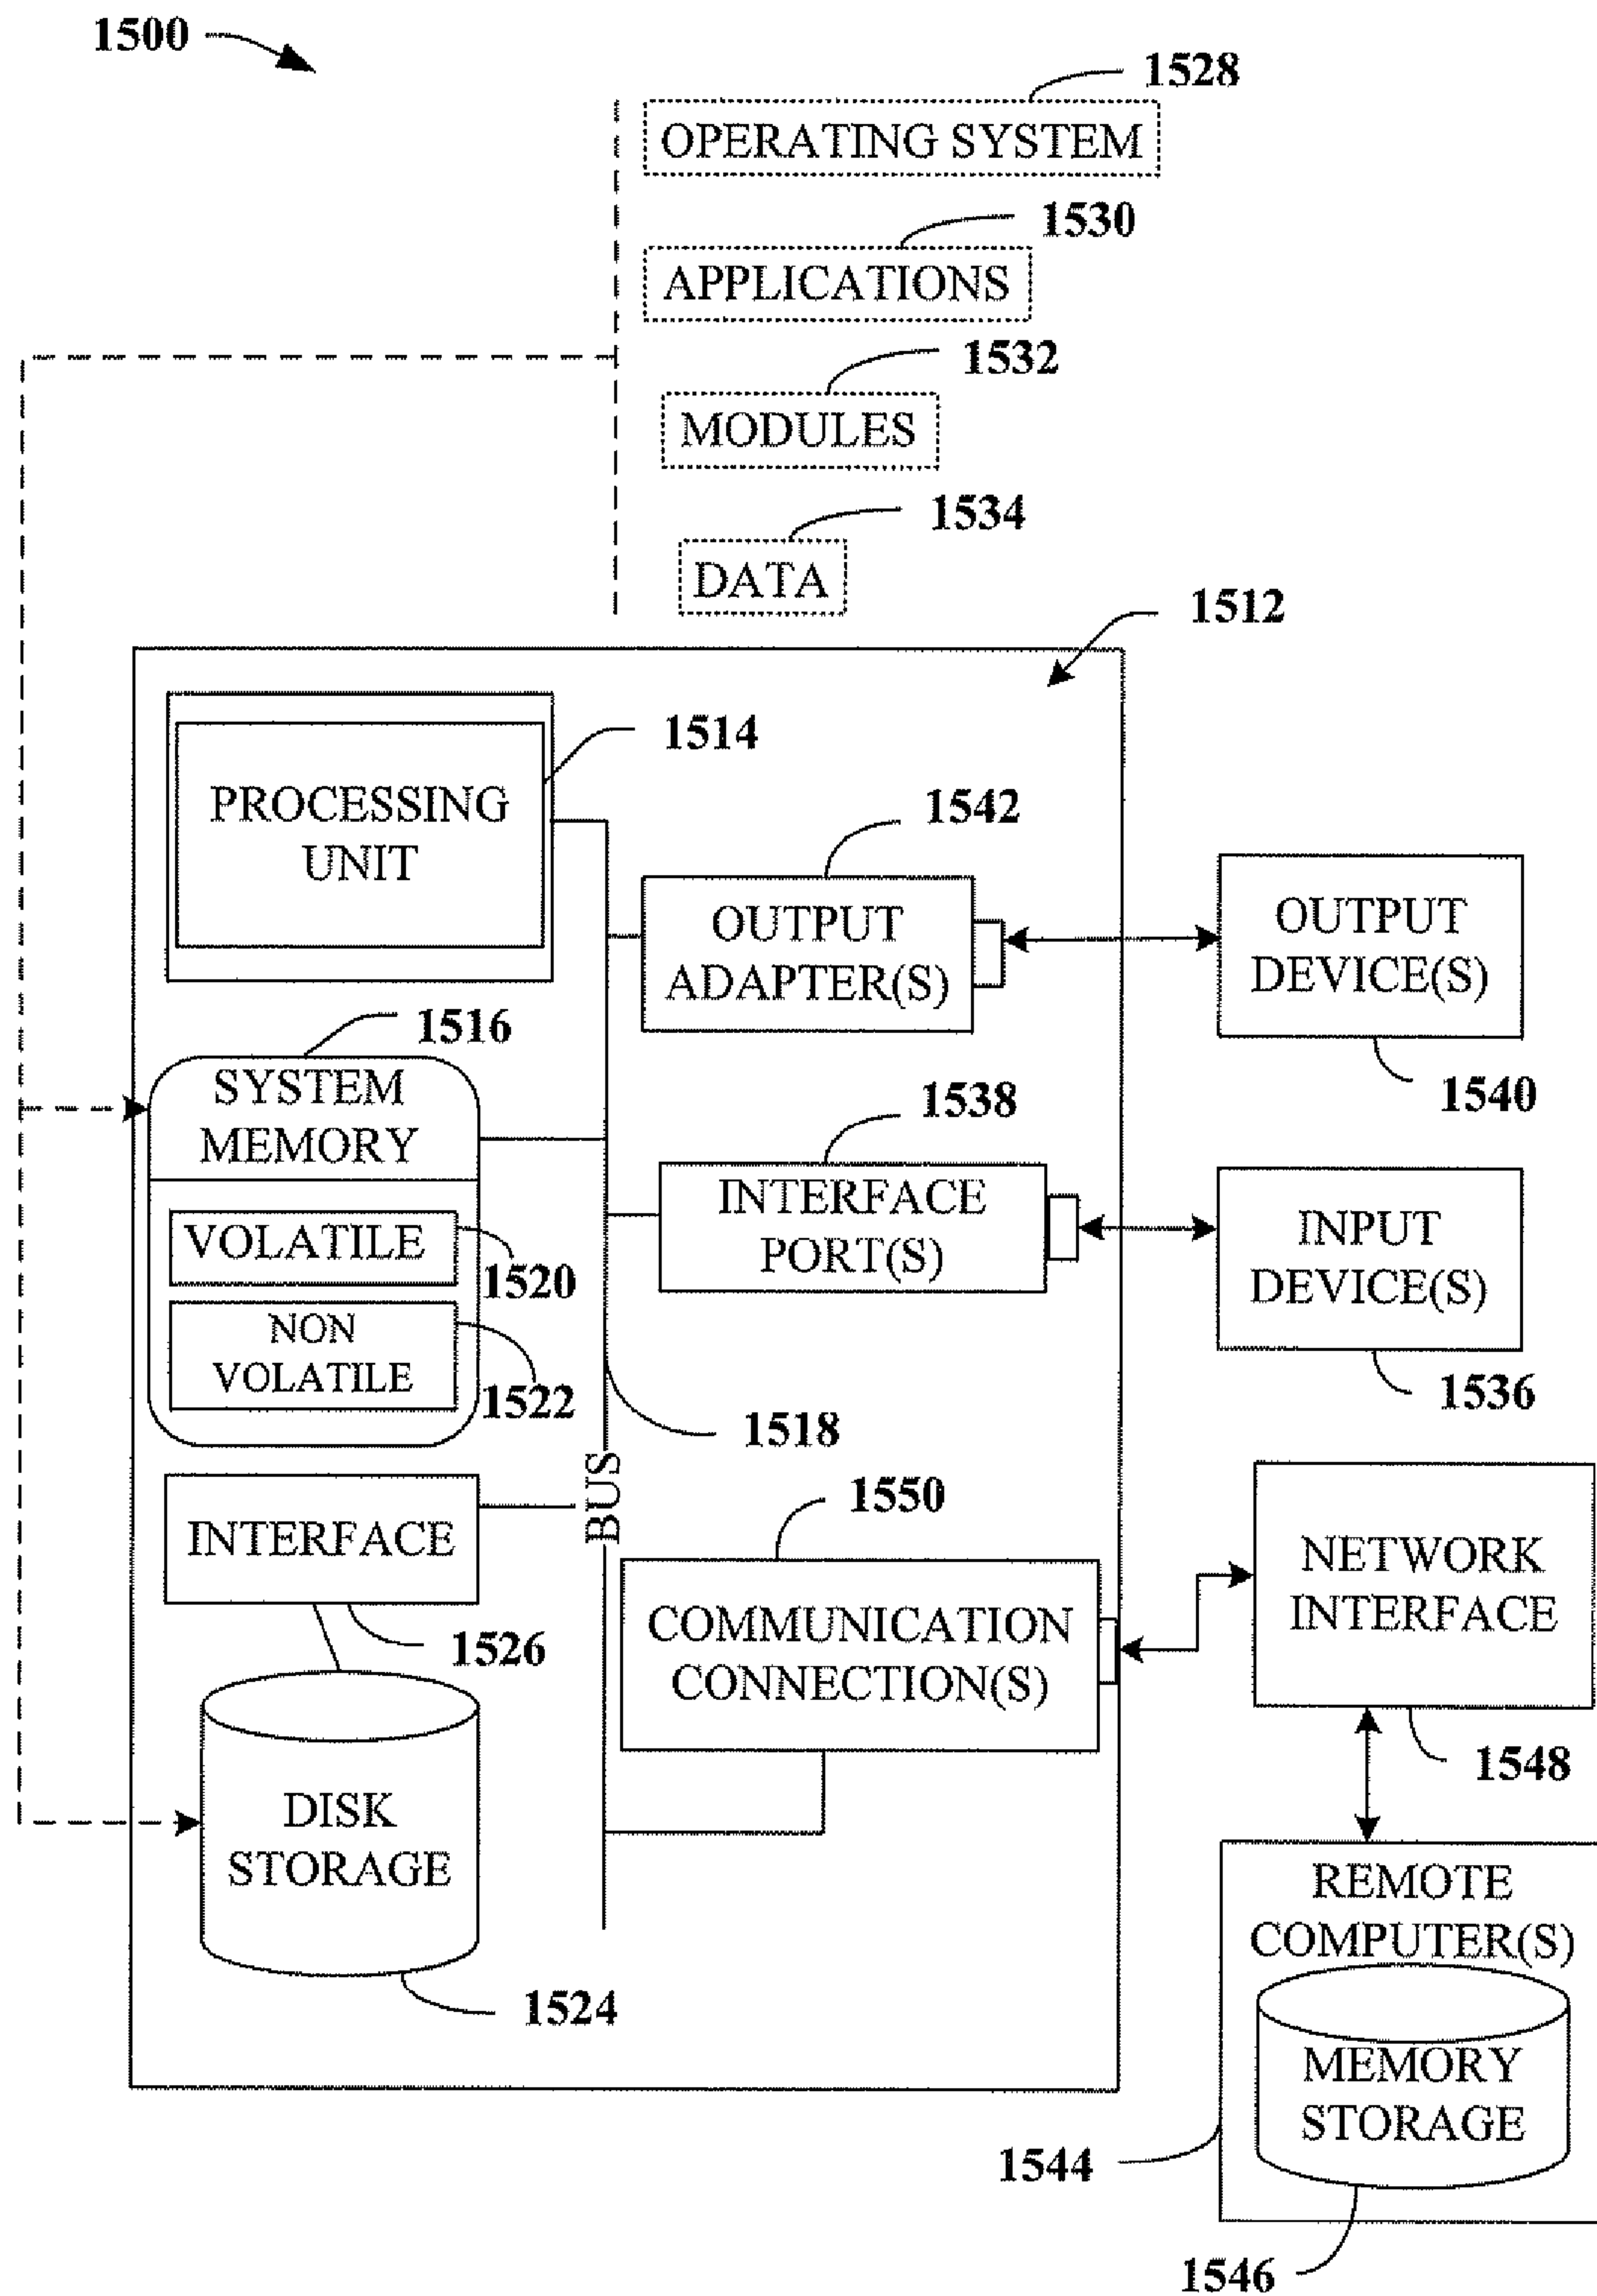 1500
1528
OPERATING SYSTEM
1530
APPLICATIONS
1532
MODULES
1534
DATA
1512
1514
PROCESSING
UNIT
1542
OUTPUT
ADAPTER(S)
OUTPUT
DEVICE(S)
1540
1516
SYSTEM
MEMORY
1538
INTERFACE
PORT(S)
INPUT
DEVICE(S)
1536
VOLATILE
1520
NON
VOLATILE
1522
1518
BUS
INTERFACE
1526
1550
COMMUNICATION
CONNECTION(S)
NETWORK
INTERFACE
1548
DISK
STORAGE
1524
REMOTE
COMPUTER(S)
MEMORY
STORAGE
1544
1546